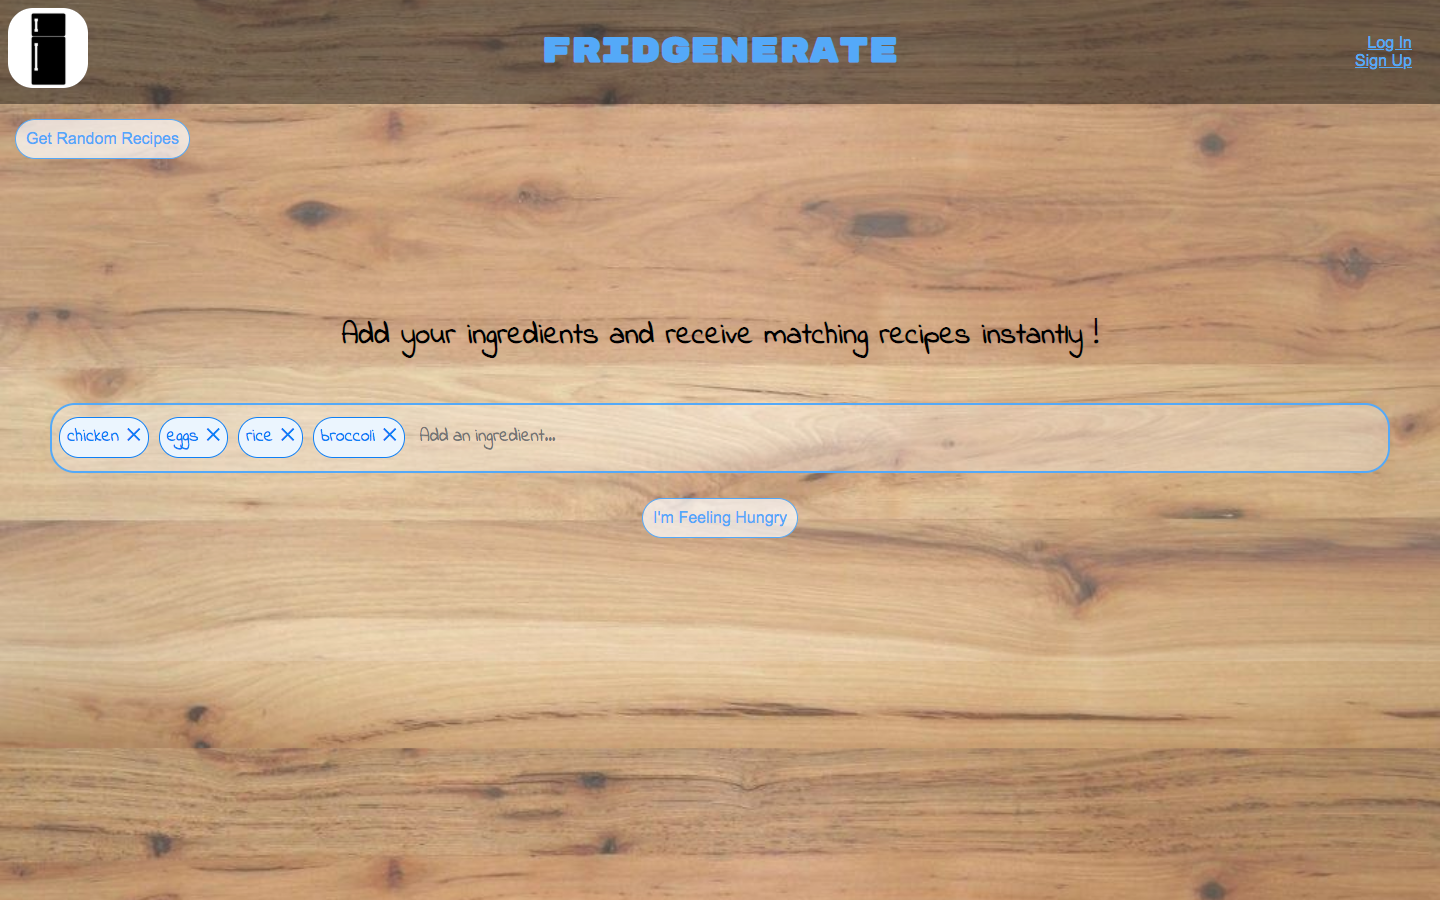 FRIDGENERATE
Log In
Sign Up
Get Random Recipes
Add your ingredients and receive matching recipes instantly !
chicken eggs rice broccoli Add an ingredient...
I'm Feeling Hungry